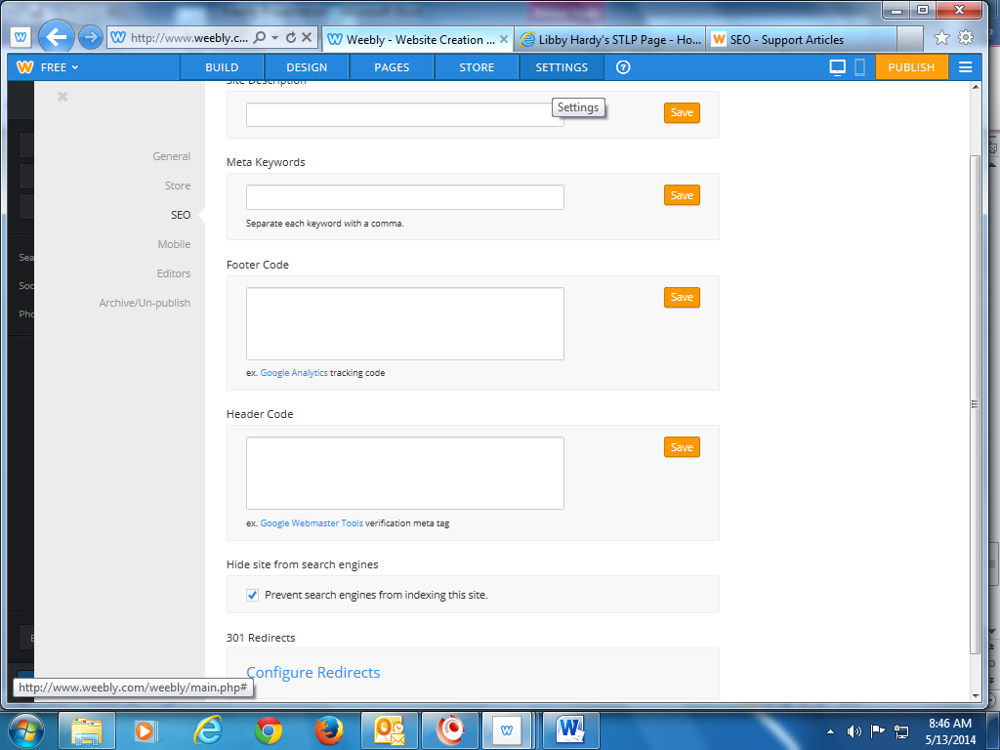 http://www.weebly.c...
Weebly - Website Creation ...
Libby Hardy's STLP Page - Ho...
SEO - Support Articles
FREE
BUILD
DESIGN
PAGES
STORE
SETTINGS
PUBLISH
Site Description
Settings
Save
General
Store
SEO
Mobile
Editors
Archive/Un-publish
Meta Keywords
Save
Separate each keyword with a comma.
Footer Code
Save
ex. Google Analytics tracking code
Header Code
Save
ex. Google Webmaster Tools verification meta tag
Hide site from search engines
Prevent search engines from indexing this site.
301 Redirects
Configure Redirects
Sea
Soc
Pho
http://www.weebly.com/weebly/main.php#
8:46 AM
5/13/2014